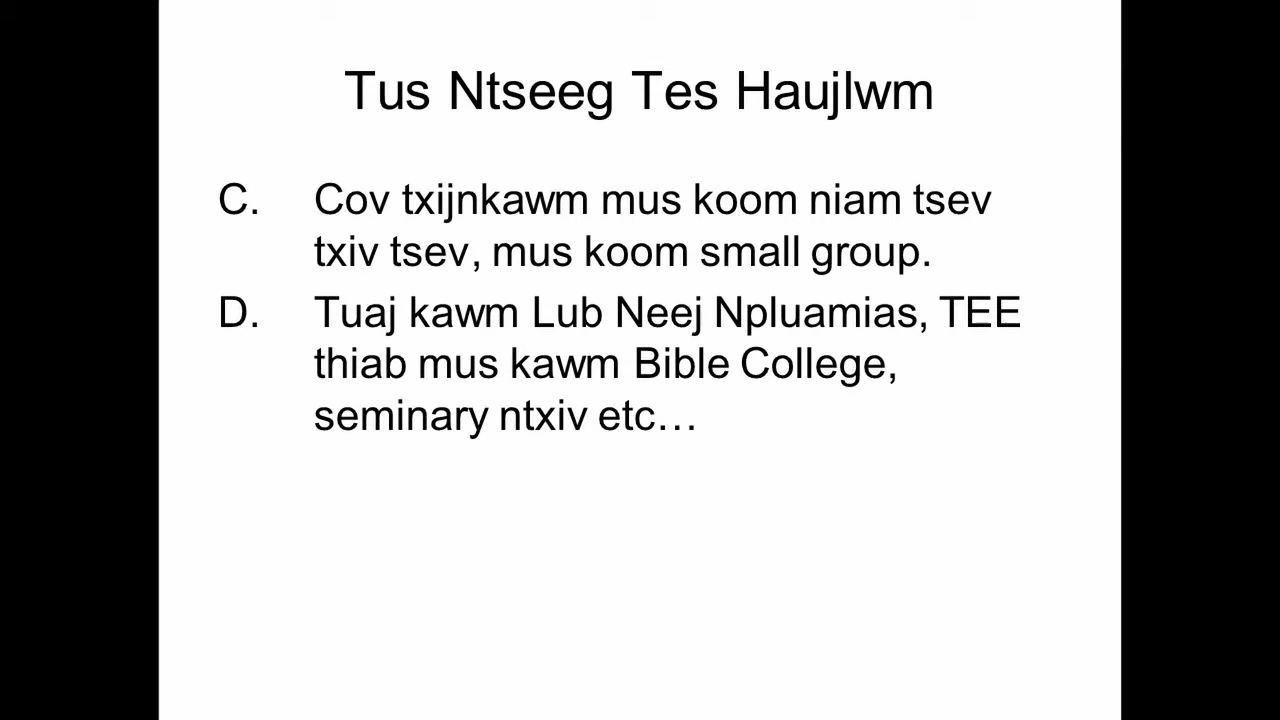 Tus Ntseeg Tes Haujlwm
C. Cov txijnkawm mus koom niam tsev
txiv tsev, mus koom small group.
D. Tuaj kawm Lub Neej Npluamias, TEE
thiab mus kawm Bible College,
seminary ntxiv etc…